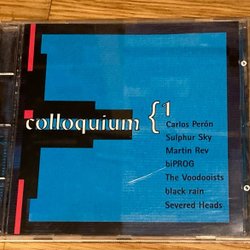 colloquium {1
Carlos Perón
Sulphur Sky
Martin Rev
biPROG
The Voodooists
black rain
Severed Heads